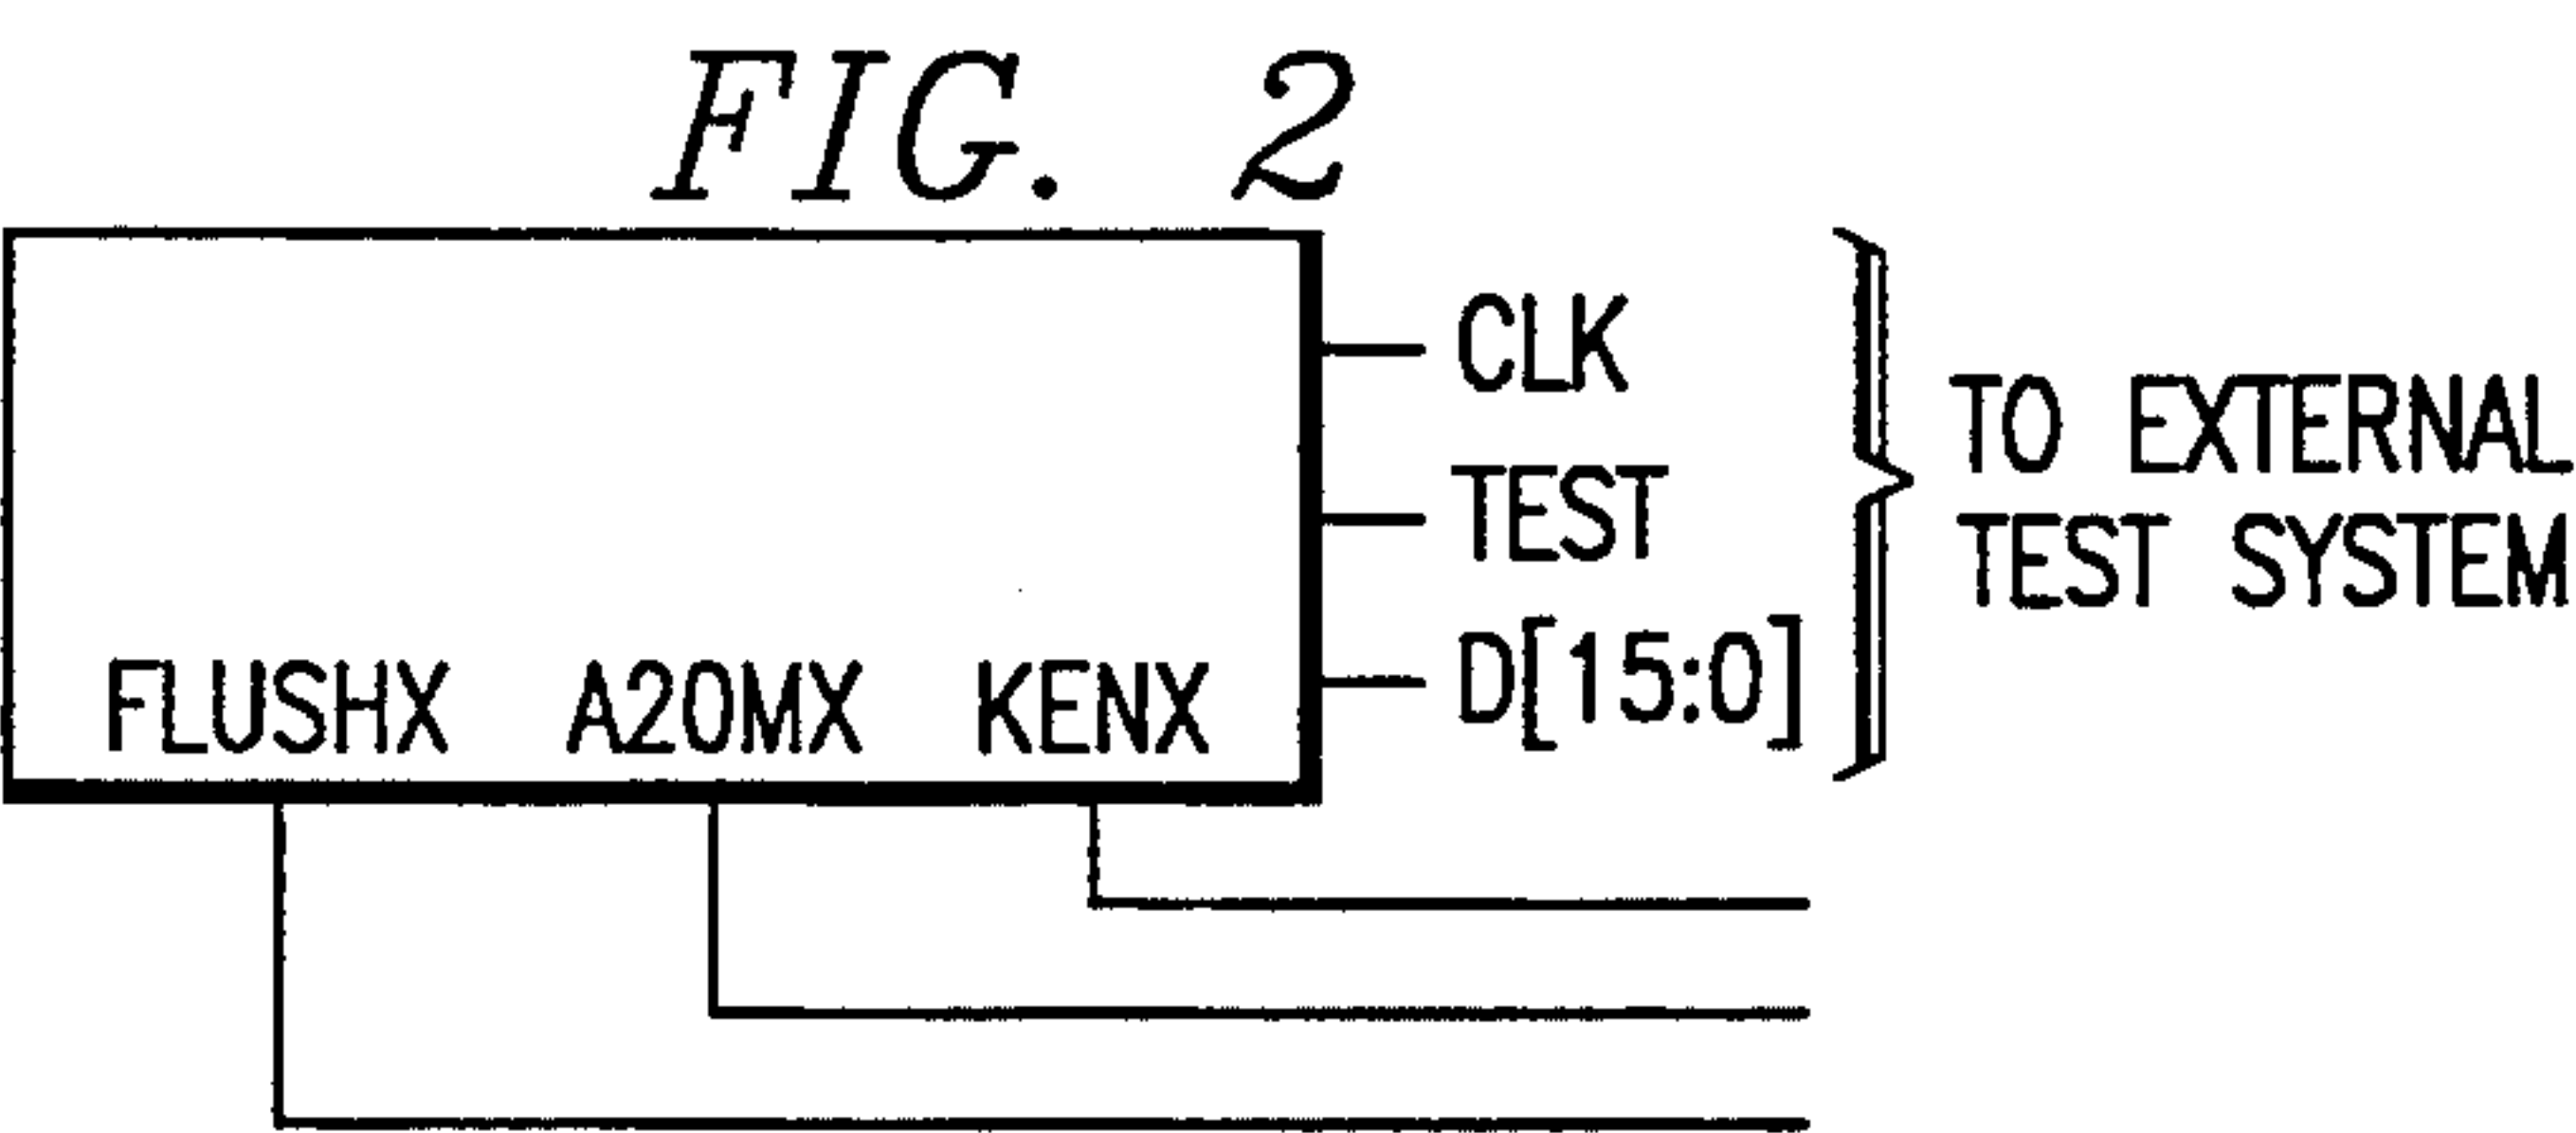 FIG. 2
CLK
TEST
D[15:0]
TO EXTERNAL
TEST SYSTEM
FLUSHX A20MX KENX